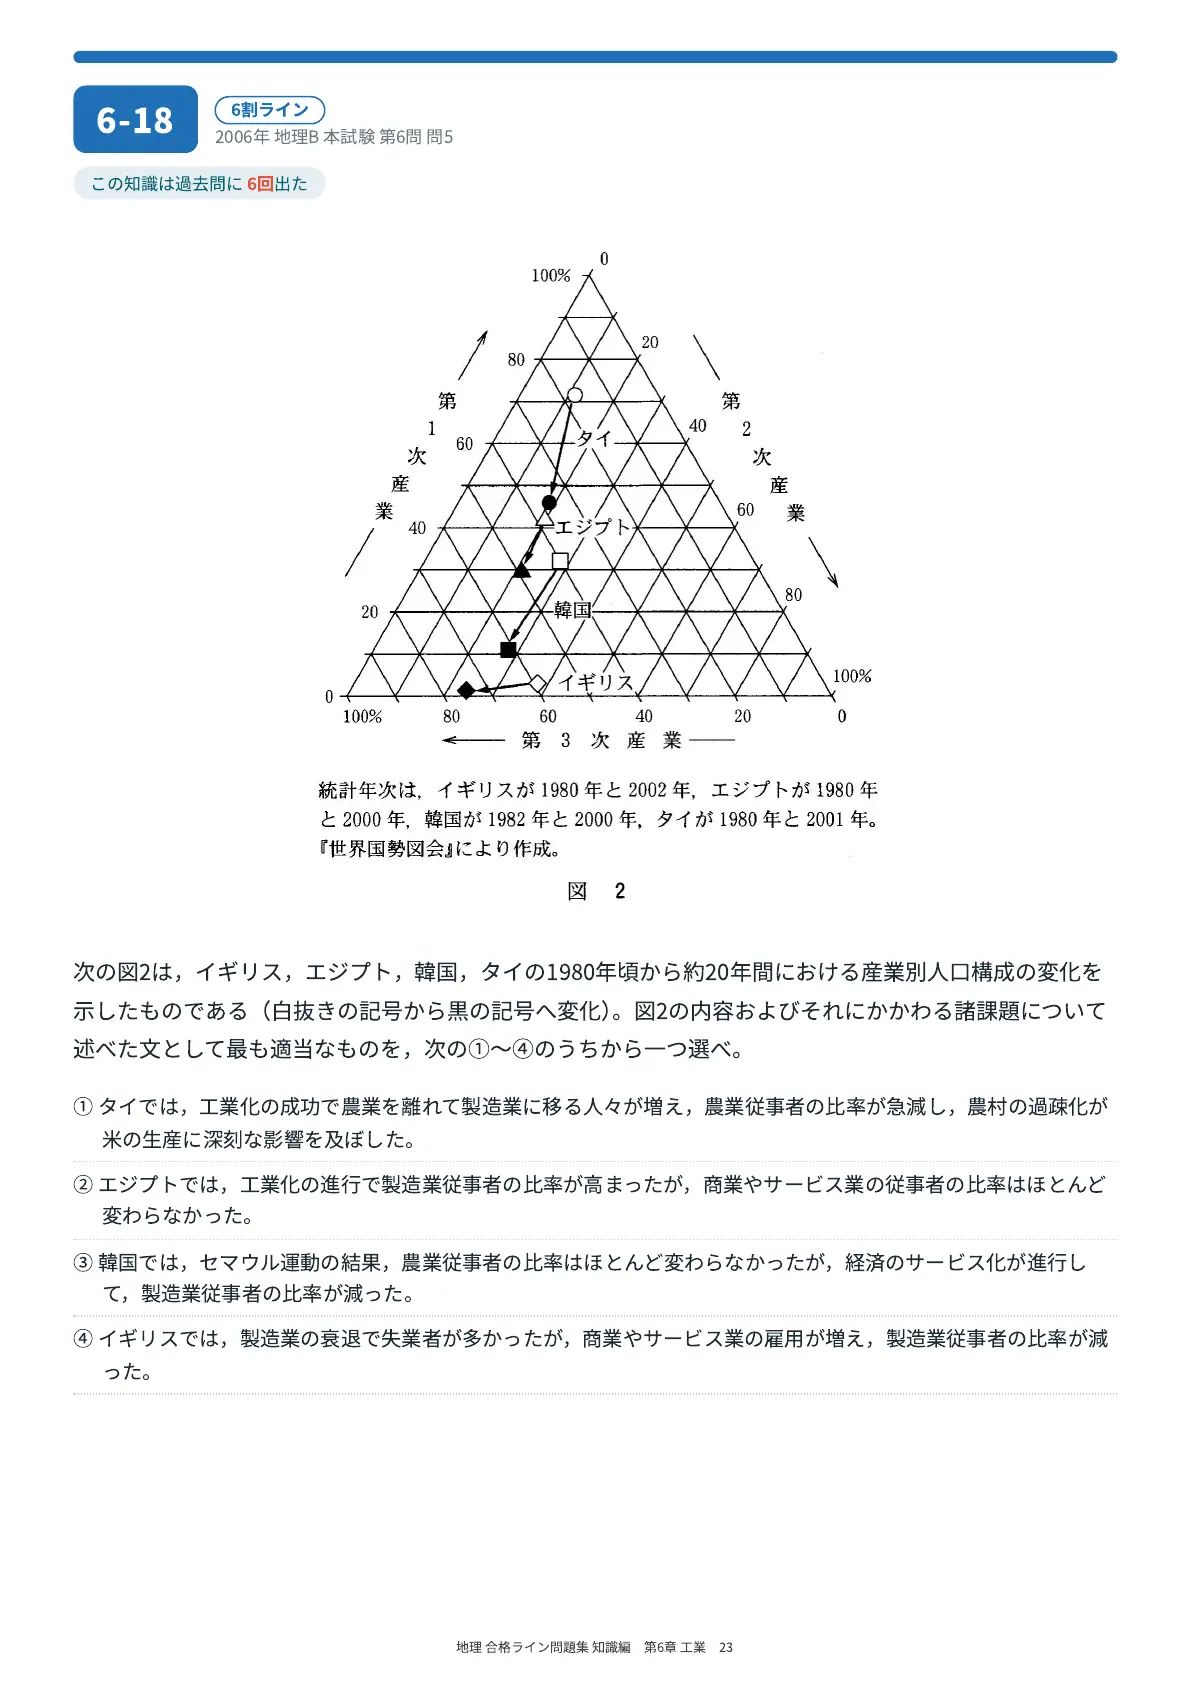 6-18
6割ライン
2006年 地理B 本試験 第6問 問5
この知識は過去問に 6回出た
0
100%
80
20
第1次産業
第2次産業
60
40
タイ
40
60
エジプト
20
80
韓国
イギリス
0
100%
100%
80
60
40
20
0
第 3 次 産 業
統計年次は,イギリスが 1980 年と 2002 年,エジプトが 1980 年
と 2000 年,韓国が 1982 年と 2000 年,タイが 1980 年と 2001 年。
『世界国勢図会』により作成。
図 2
次の図2は，イギリス，エジプト，韓国，タイの1980年頃から約20年間における産業別人口構成の変化を
示したものである（白抜きの記号から黒の記号へ変化）。図2の内容およびそれにかかわる諸課題について
述べた文として最も適当なものを，次の①～④のうちから一つ選べ。
① タイでは，工業化の成功で農業を離れて製造業に移る人々が増え，農業従事者の比率が急減し，農村の過疎化が
米の生産に深刻な影響を及ぼした。
② エジプトでは，工業化の進行で製造業従事者の比率が高まったが，商業やサービス業の従事者の比率はほとんど
変わらなかった。
③ 韓国では，セマウル運動の結果，農業従事者の比率はほとんど変わらなかったが，経済のサービス化が進行し
て，製造業従事者の比率が減った。
④ イギリスでは，製造業の衰退で失業者が多かったが，商業やサービス業の雇用が増え，製造業従事者の比率が減
った。
地理 合格ライン問題集 知識編 第6章 工業 23